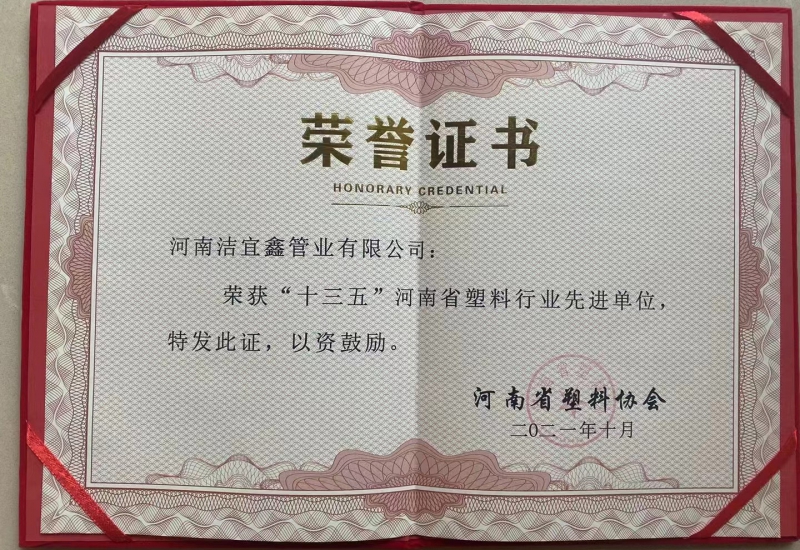 荣誉证书
HONORARY CREDENTIAL
河南洁宜鑫管业有限公司：
荣获“十三五”河南省塑料行业先进单位，
特发此证，以资鼓励。
河南省塑料协会
二〇二一年十月